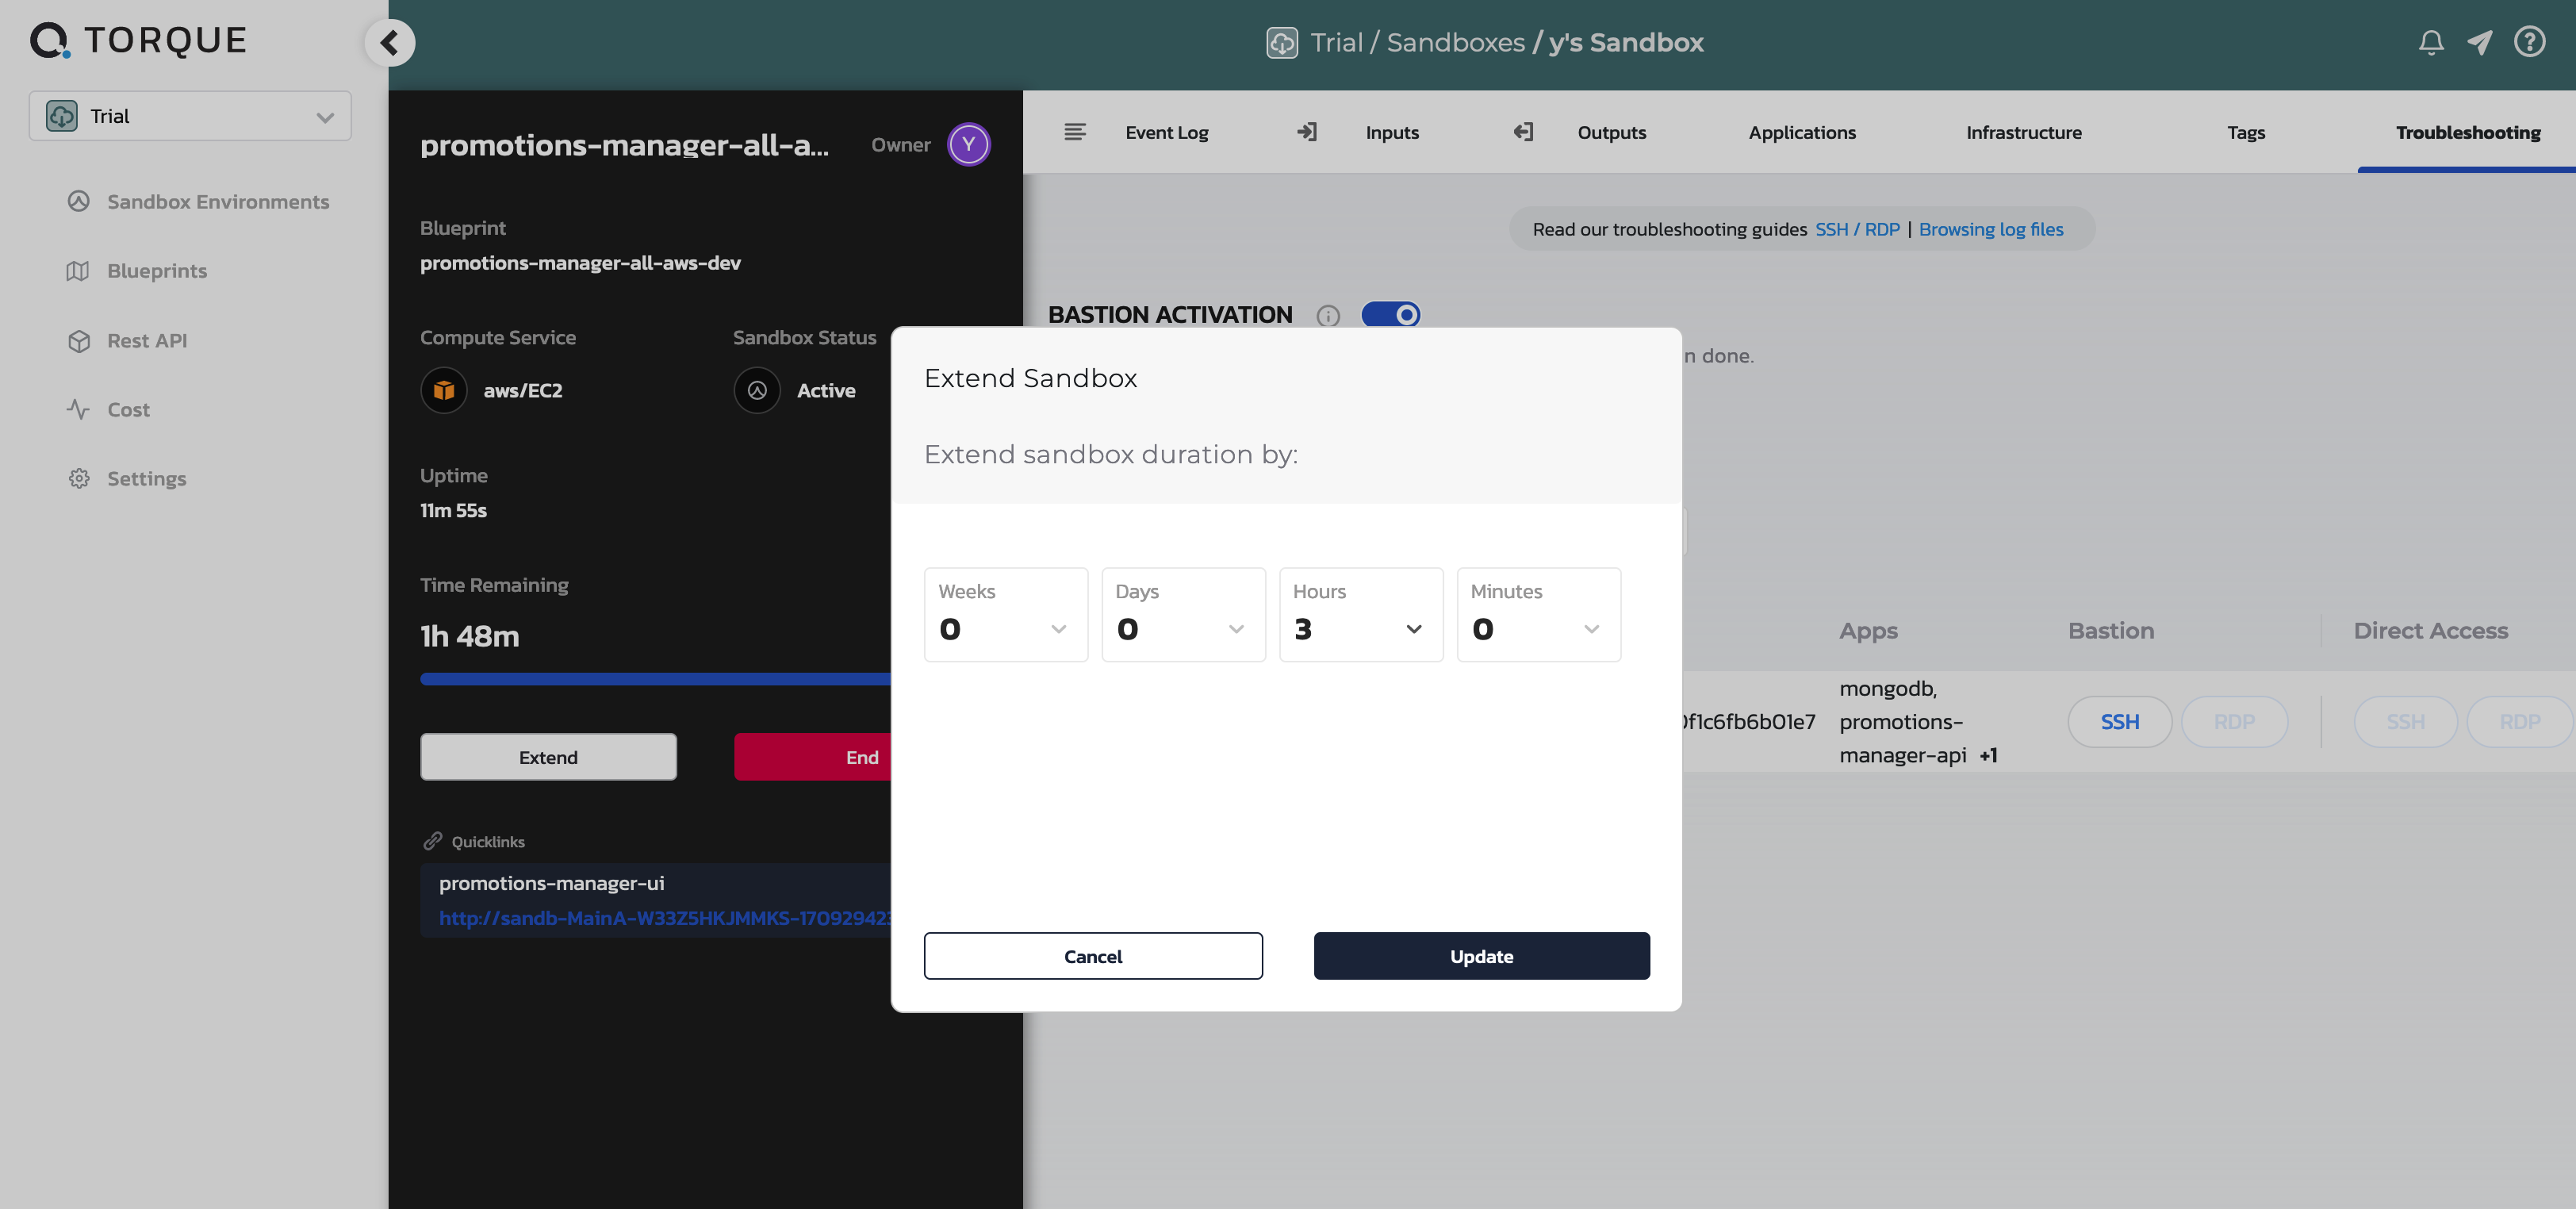 TORQUE
Trial
Sandbox Environments
Blueprints
Rest API
Cost
Settings
Trial / Sandboxes / y's Sandbox
promotions-manager-all-a...
Owner
Y
Blueprint
promotions-manager-all-aws-dev
Compute Service
Sandbox Status
aws/EC2
Active
Uptime
11m 55s
Time Remaining
1h 48m
Extend
End
Quicklinks
promotions-manager-ui
http://sandb-MainA-W33Z5HKJMMKS-170929423
Event Log
Inputs
Outputs
Applications
Infrastructure
Tags
Troubleshooting
Read our troubleshooting guides SSH / RDP | Browsing log files
BASTION ACTIVATION
n done.
Extend Sandbox
Extend sandbox duration by:
Weeks
0
Days
0
Hours
3
Minutes
0
Cancel
Update
Apps
Bastion
Direct Access
f1c6fb6b01e7
mongodb,
promotions-
manager-api +1
SSH
RDP
SSH
RDP